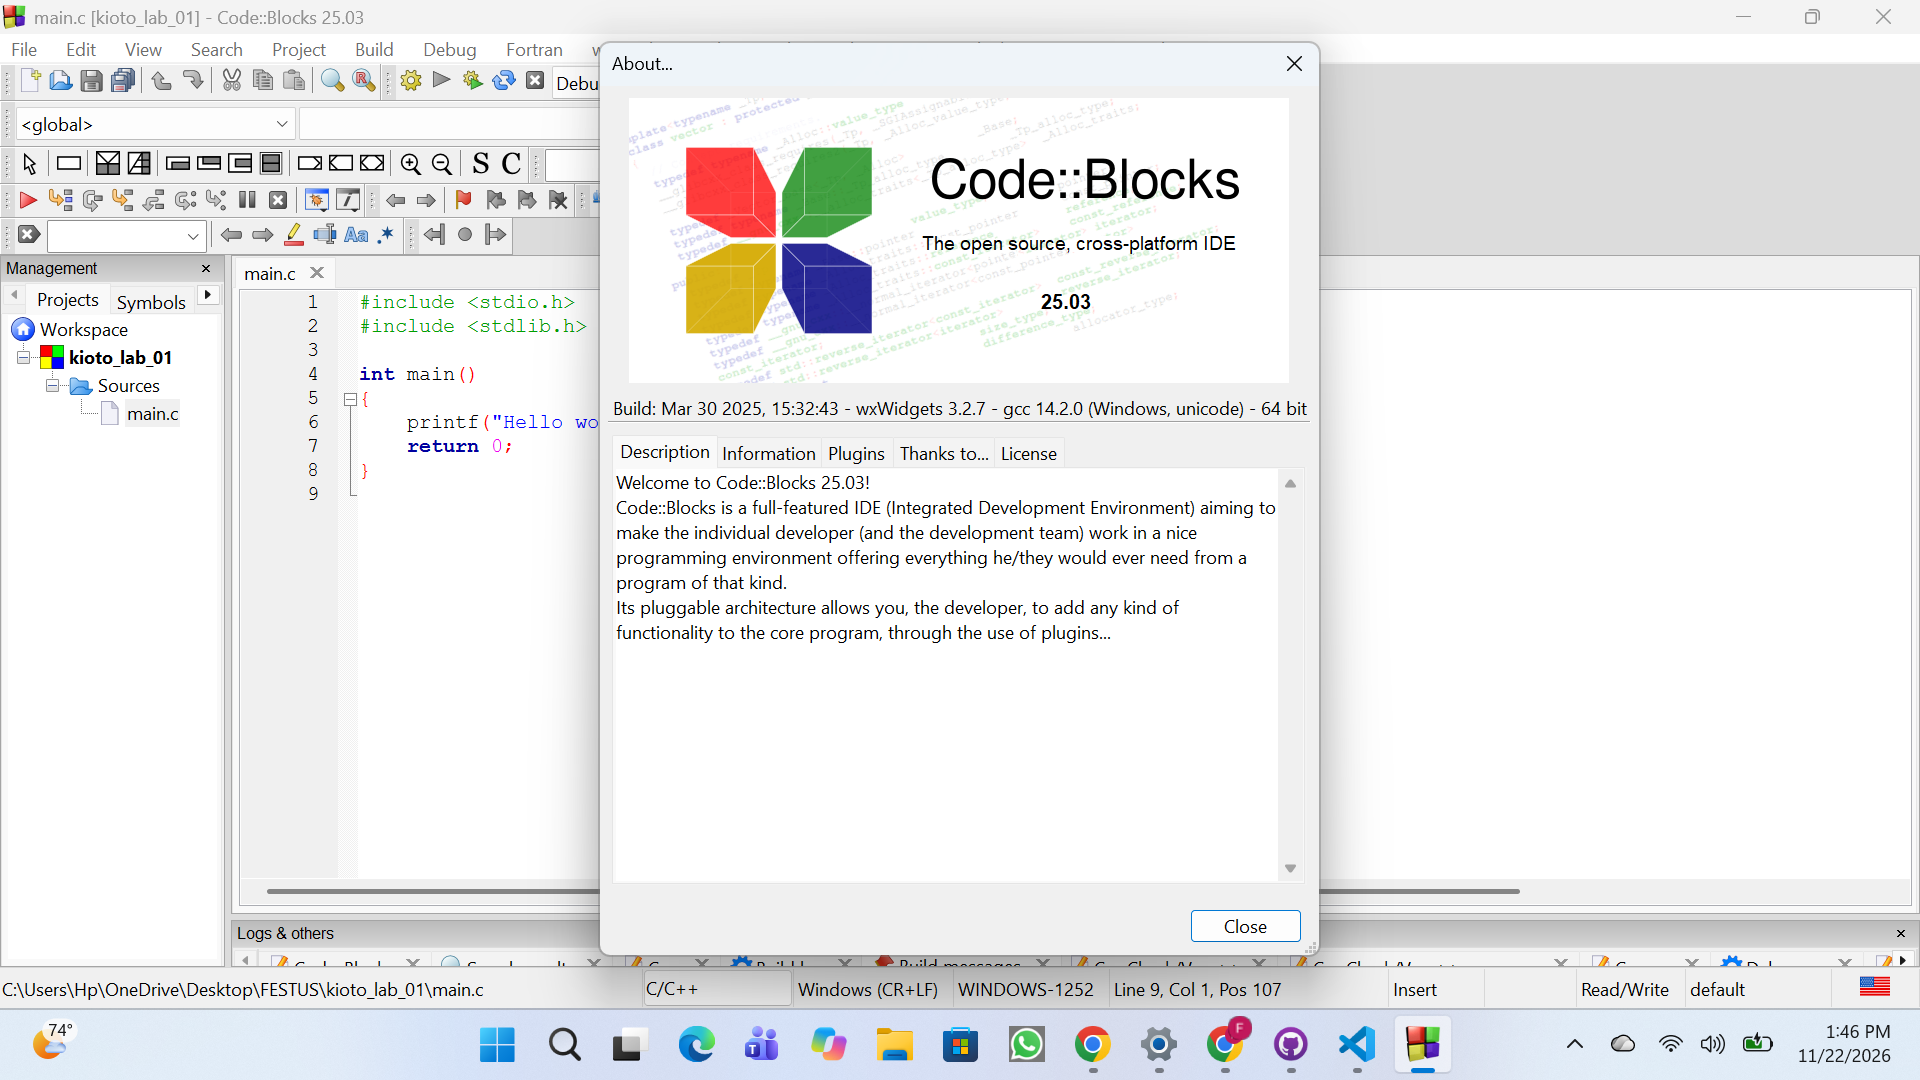 main.c [kioto_lab_01] - Code::Blocks 25.03
File Edit View Search Project Build Debug Fortran
About...
Debu
<global>
S C
Code::Blocks
The open source, cross-platform IDE
25.03
Build: Mar 30 2025, 15:32:43 - wxWidgets 3.2.7 - gcc 14.2.0 (Windows, unicode) - 64 bit
Description Information Plugins Thanks to... License
Welcome to Code::Blocks 25.03!
Code::Blocks is a full-featured IDE (Integrated Development Environment) aiming to
make the individual developer (and the development team) work in a nice
programming environment offering everything he/they would ever need from a
program of that kind.
Its pluggable architecture allows you, the developer, to add any kind of
functionality to the core program, through the use of plugins...
Close
Management
Projects Symbols
Workspace
kioto_lab_01
Sources
main.c
main.c
1 #include <stdio.h>
2 #include <stdlib.h>
3
4 int main()
5 {
6 printf("Hello wo
7 return 0;
8 }
9
Logs & others
C:\Users\Hp\OneDrive\Desktop\FESTUS\kioto_lab_01\main.c C/C++ Windows (CR+LF) WINDOWS-1252 Line 9, Col 1, Pos 107 Insert Read/Write default
74°
F
1:46 PM
11/22/2026